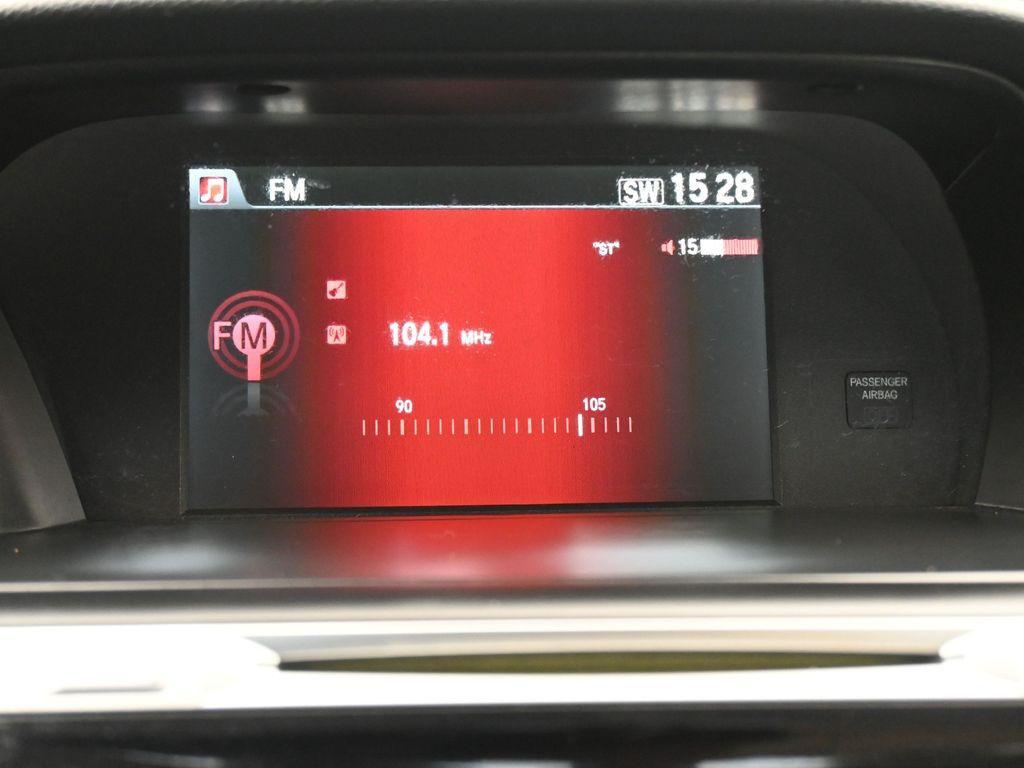 FM SW 15 28
ST 15
FM
104.1 MHz
90 105
PASSENGER
AIRBAG